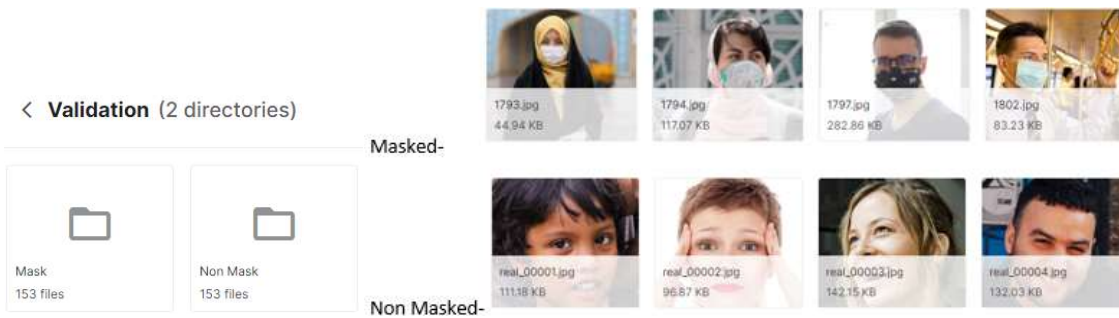 < Validation (2 directories)
Mask
153 files
Non Mask
153 files
Masked-
1793.jpg
44.94 KB
1794.jpg
117.07 KB
1797.jpg
282.86 KB
1802.jpg
83.23 KB
Non Masked-
real_00001.jpg
111.18 KB
real_00002.jpg
96.87 KB
real_00003.jpg
142.15 KB
real_00004.jpg
132.03 KB